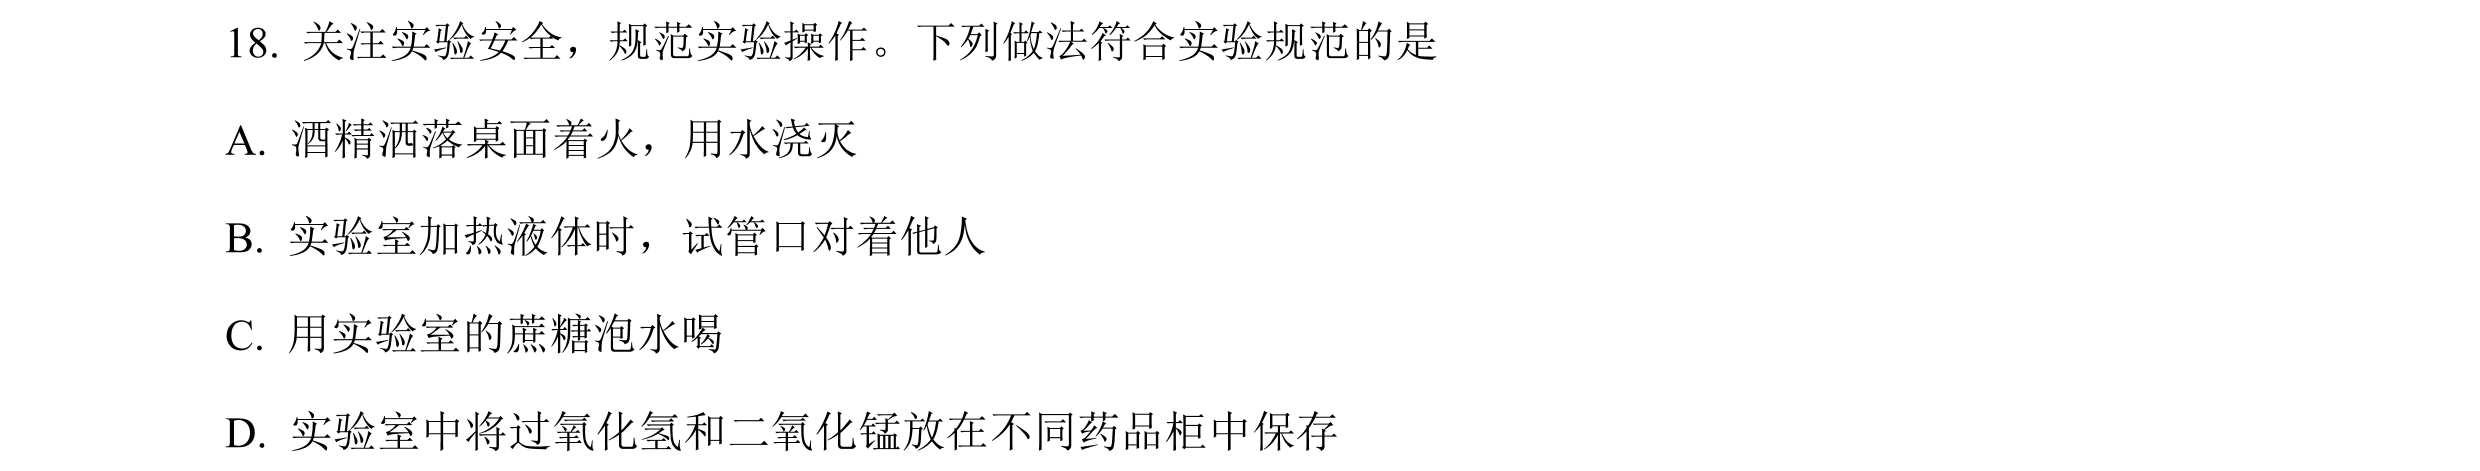 18. 关注实验安全，规范实验操作。下列做法符合实验规范的是
A. 酒精洒落桌面着火，用水浇灭
B. 实验室加热液体时，试管口对着他人
C. 用实验室的蔗糖泡水喝
D. 实验室中将过氧化氢和二氧化锰放在不同药品柜中保存